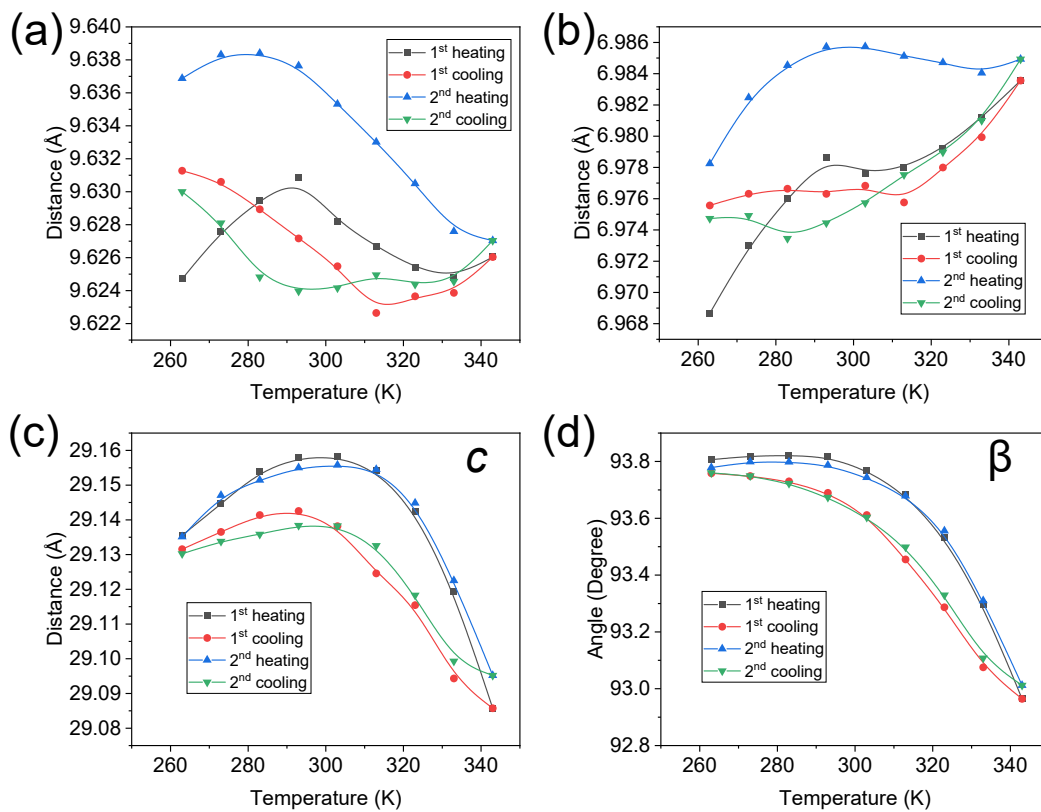 (a)
9.640
9.638
9.636
9.634
9.632
9.630
9.628
9.626
9.624
9.622
Distance (Å)
1st heating
1st cooling
2nd heating
2nd cooling
260 280 300 320 340
Temperature (K)
(b)
6.986
6.984
6.982
6.980
6.978
6.976
6.974
6.972
6.970
6.968
Distance (Å)
1st heating
1st cooling
2nd heating
2nd cooling
260 280 300 320 340
Temperature (K)
(c)
c
29.16
29.15
29.14
29.13
29.12
29.11
29.10
29.09
29.08
Distance (Å)
1st heating
1st cooling
2nd heating
2nd cooling
260 280 300 320 340
Temperature (K)
(d)
β
93.8
93.6
93.4
93.2
93.0
92.8
Angle (Degree)
1st heating
1st cooling
2nd heating
2nd cooling
260 280 300 320 340
Temperature (K)